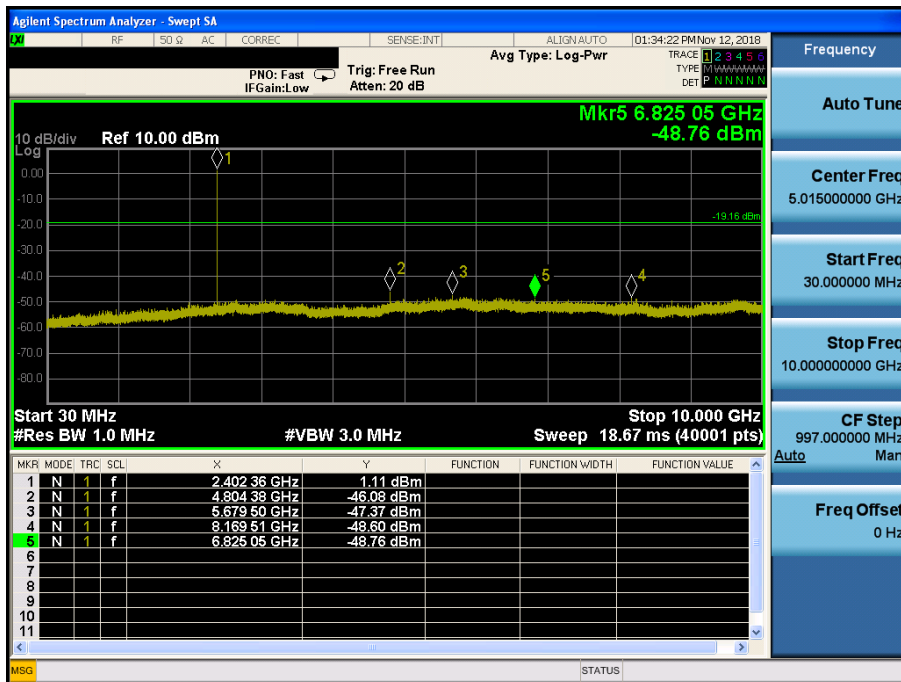 Agilent Spectrum Analyzer - Swept SA
LXI RF 50 Ω AC CORREC SENSE:INT ALIGN AUTO 01:34:22 PM Nov 12, 2018
Avg Type: Log-Pwr TRACE 1 2 3 4 5 6
PNO: Fast Trig: Free Run TYPE M WWWWW
IFGain:Low Atten: 20 dB DET P N N N N N
Mkr5 6.825 05 GHz
-48.76 dBm
10 dB/div Ref 10.00 dBm
Log
0.00
-10.0
-20.0
-30.0
-40.0
-50.0
-60.0
-70.0
-80.0
1
2
3
5
4
-19.16 dBm
Start 30 MHz Stop 10.000 GHz
#Res BW 1.0 MHz #VBW 3.0 MHz Sweep 18.67 ms (40001 pts)
MKR MODE TRC SCL X Y FUNCTION FUNCTION WIDTH FUNCTION VALUE
1 N 1 f 2.402 36 GHz 1.11 dBm
2 N 1 f 4.804 38 GHz -46.08 dBm
3 N 1 f 5.679 50 GHz -47.37 dBm
4 N 1 f 8.169 51 GHz -48.60 dBm
5 N 1 f 6.825 05 GHz -48.76 dBm
6
7
8
9
10
11
MSG STATUS
Frequency
Auto Tune
Center Freq
5.015000000 GHz
Start Freq
30.000000 MHz
Stop Freq
10.000000000 GHz
CF Step
997.000000 MHz
Auto Man
Freq Offset
0 Hz